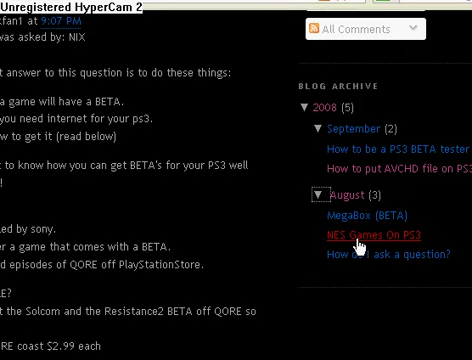 Unregistered HyperCam 2
fan1 at 9:07 PM
was asked by: NIX
t answer to this question is to do these things:
a game will have a BETA.
you need internet for your ps3.
w to get it (read below)
t to know how you can get BETA's for your PS3 well
!
led by sony.
er a game that comes with a BETA.
d episodes of QORE off PlayStationStore.
RE?
t the Solcom and the Resistance2 BETA off QORE so
RE coast $2.99 each
All Comments
BLOG ARCHIVE
▼ 2008 (5)
▼ September (2)
How to be a PS3 BETA tester
How to put AVCHD file on PS3
▼ August (3)
MegaBox (BETA)
NES Games On PS3
How do I ask a question?